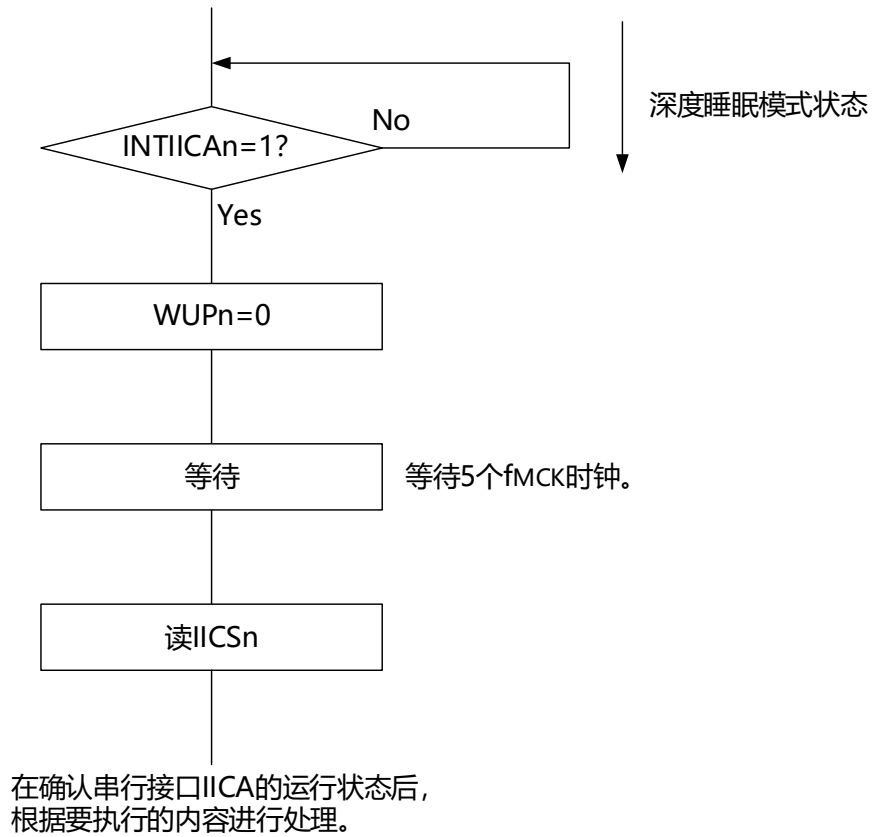 深度睡眠模式状态
No
INTIICAn=1?
Yes
WUPn=0
等待
等待5个fMCK时钟。
读IICSn
在确认串行接口IICA的运行状态后，
根据要执行的内容进行处理。